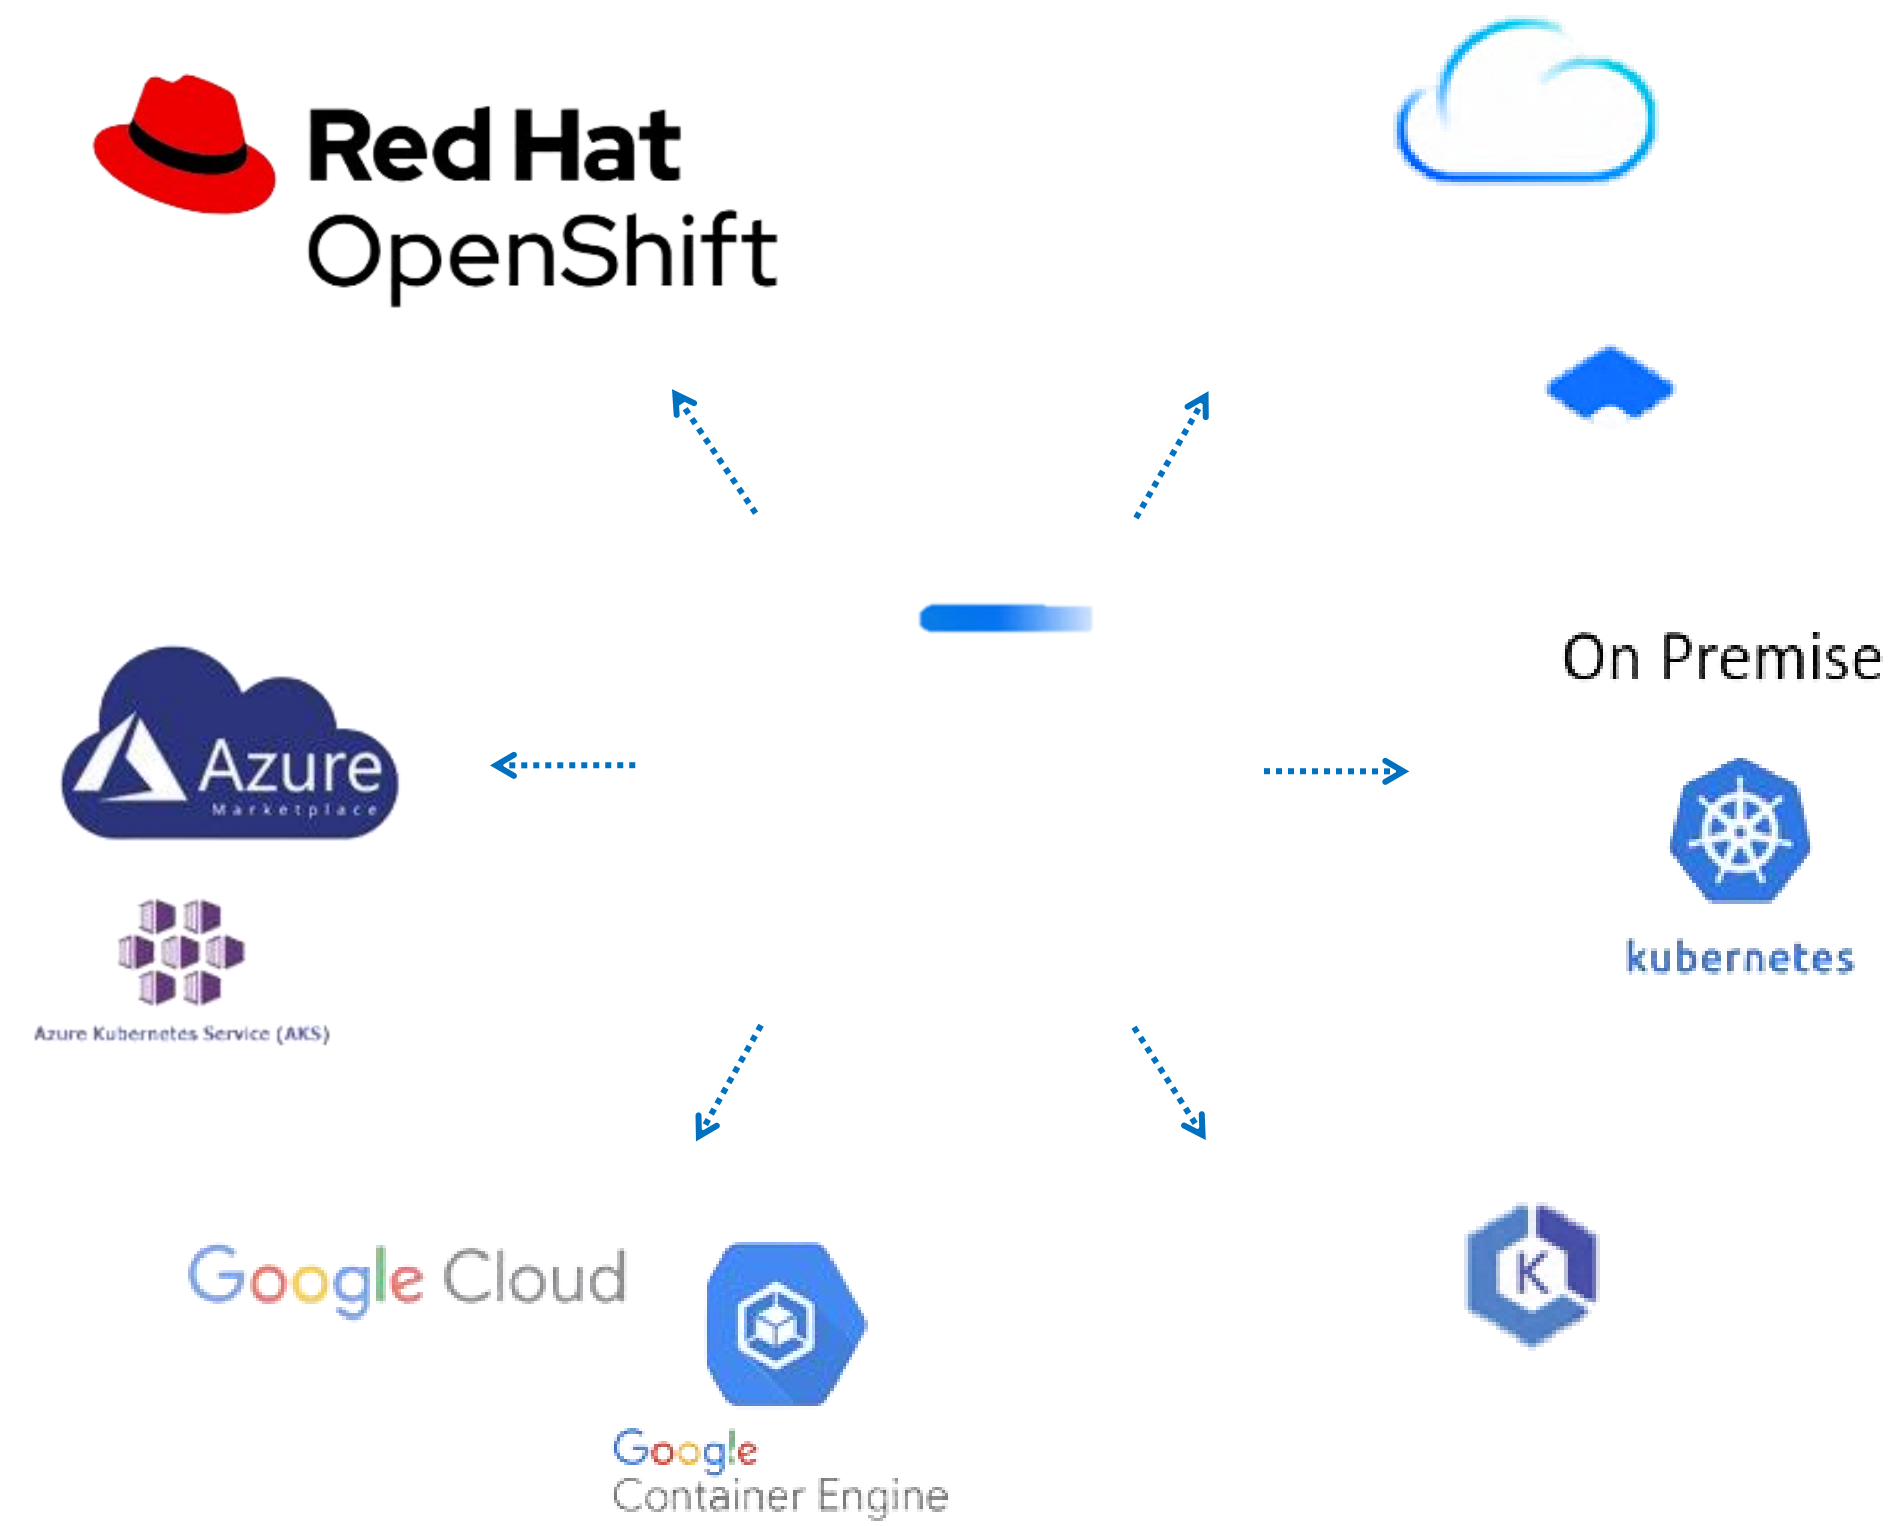 Red Hat
OpenShift
On Premise
Azure
Marketplace
kubernetes
Azure Kubernetes Service (AKS)
Google Cloud
K
Google
Container Engine